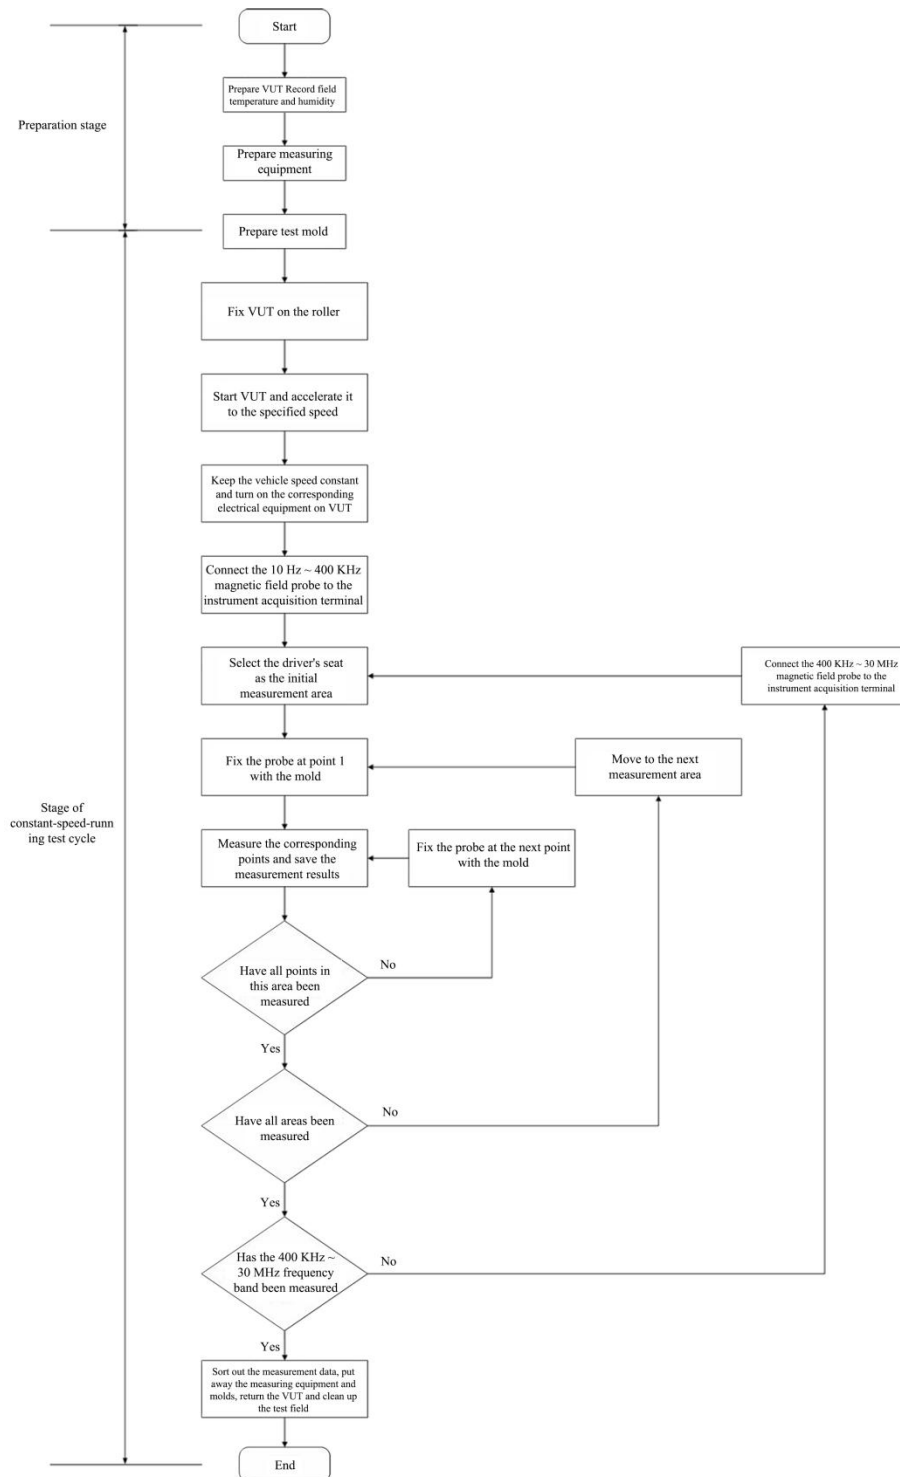 Start
Prepare VUT Record field
temperature and humidity
Preparation stage
Prepare measuring
equipment
Prepare test mold
Fix VUT on the roller
Start VUT and accelerate it
to the specified speed
Keep the vehicle speed constant
and turn on the corresponding
electrical equipment on VUT
Connect the 10 Hz ~ 400 KHz
magnetic field probe to the
instrument acquisition terminal
Select the driver's seat
as the initial
measurement area
Connect the 400 KHz ~ 30 MHz
magnetic field probe to the
instrument acquisition terminal
Fix the probe at point 1
with the mold
Move to the next
measurement area
Stage of
constant-speed-runn
ing test cycle
Measure the corresponding
points and save the
measurement results
Fix the probe at the next point
with the mold
Have all points in
this area been
measured
No
Yes
Have all areas been
measured
No
Yes
Has the 400 KHz ~
30 MHz frequency
band been measured
No
Yes
Sort out the measurement data, put
away the measuring equipment and
molds, return the VUT and clean up
the test field
End